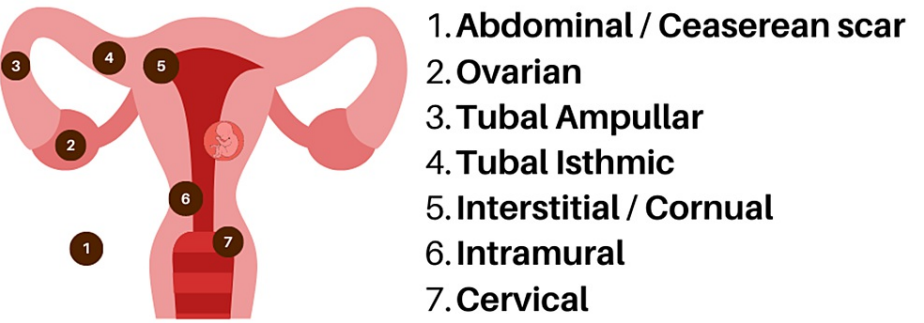 1. Abdominal / Ceaserean scar
2. Ovarian
3. Tubal Ampullar
4. Tubal Isthmic
5. Interstitial / Cornual
6. Intramural
7. Cervical
3
4
5
2
6
7
1